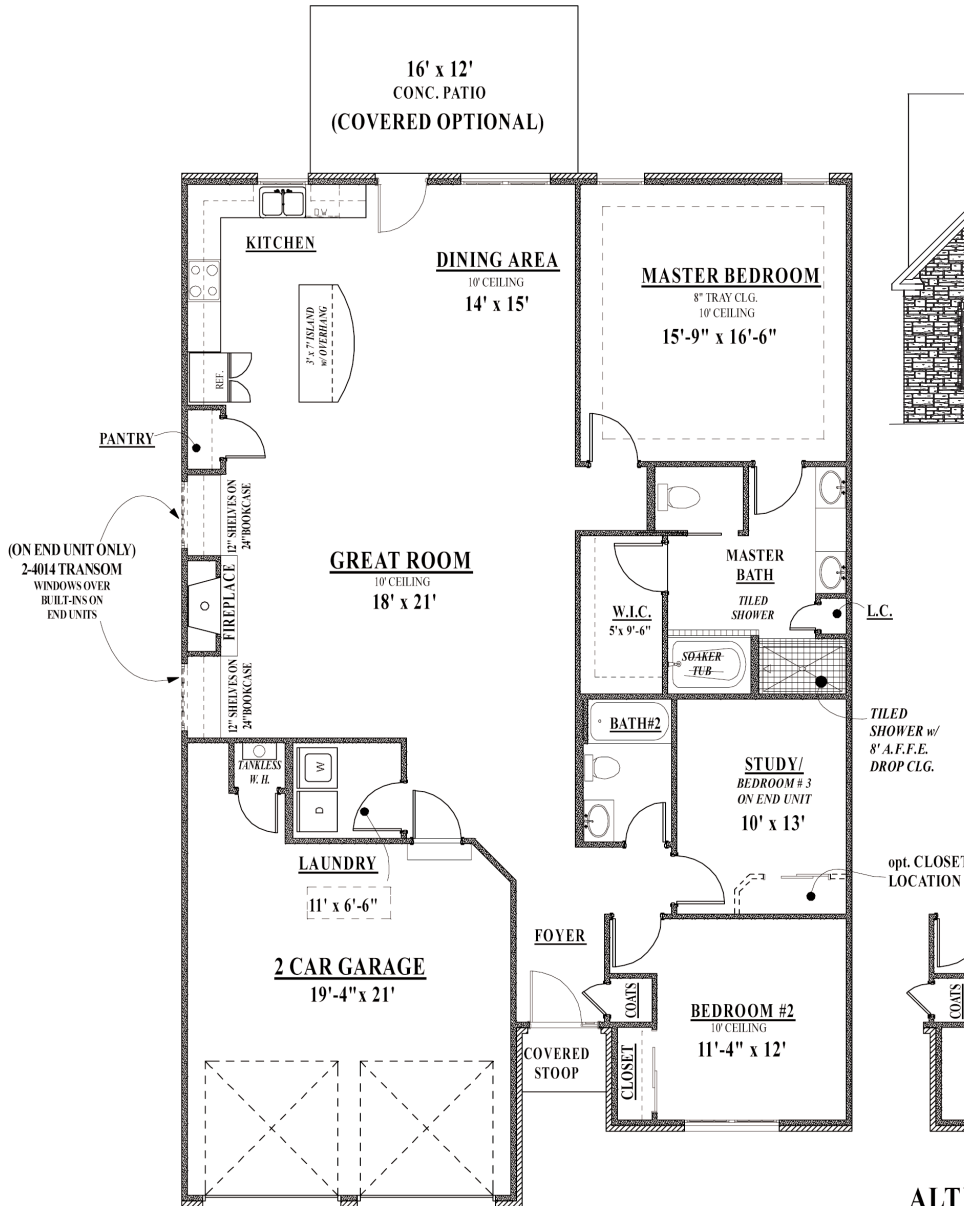 16' x 12'
CONC. PATIO
(COVERED OPTIONAL)
D.W.
KITCHEN
DINING AREA
10' CEILING
14' x 15'
MASTER BEDROOM
8" TRAY CLG.
10' CEILING
15'-9" x 16'-6"
3' x 7' ISLAND
w/ OVERHANG
REF.
PANTRY
12" SHELVES ON
24"BOOKCASE
(ON END UNIT ONLY)
2-4014 TRANSOM
WINDOWS OVER
BUILT-INS ON
END UNITS
GREAT ROOM
10' CEILING
18' x 21'
FIREPLACE
12" SHELVES ON
24"BOOKCASE
MASTER
BATH
TILED
SHOWER
W.I.C.
5'x 9'-6"
L.C.
SOAKER
TUB
TILED
SHOWER w/
8' A.F.F.E.
DROP CLG.
BATH#2
STUDY/
BEDROOM # 3
ON END UNIT
10' x 13'
TANKLESS
W. H.
W
D
LAUNDRY
11' x 6'-6"
opt. CLOSET
LOCATION
FOYER
2 CAR GARAGE
19'-4"x 21'
COATS
BEDROOM #2
10' CEILING
11'-4" x 12'
COVERED
STOOP
CLOSET
COATS